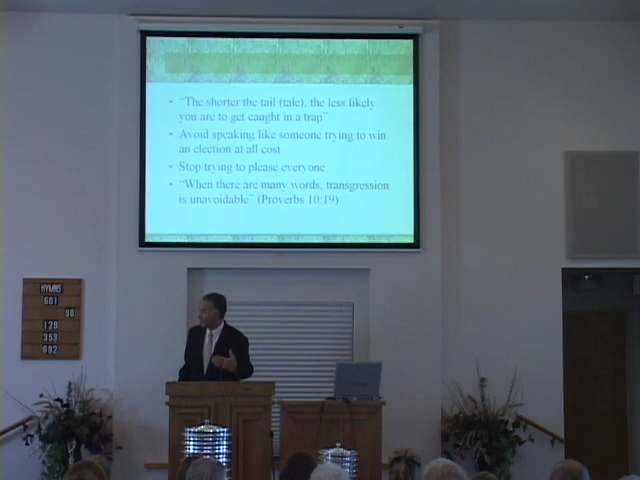 • "The shorter the tail (tale), the less likely
you are to get caught in a trap"
• Avoid speaking like someone trying to win
an election at all cost
• Stop trying to please everyone
• "When there are many words, transgression
is unavoidable" (Proverbs 10:19)
HYMNS
601
90
129
353
692